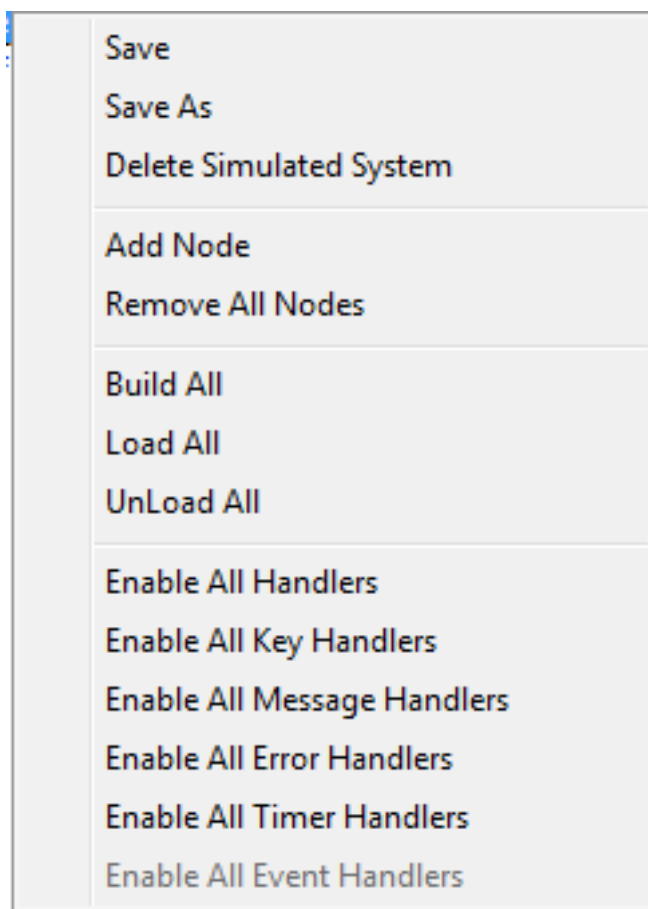 Save
Save As
Delete Simulated System
Add Node
Remove All Nodes
Build All
Load All
UnLoad All
Enable All Handlers
Enable All Key Handlers
Enable All Message Handlers
Enable All Error Handlers
Enable All Timer Handlers
Enable All Event Handlers